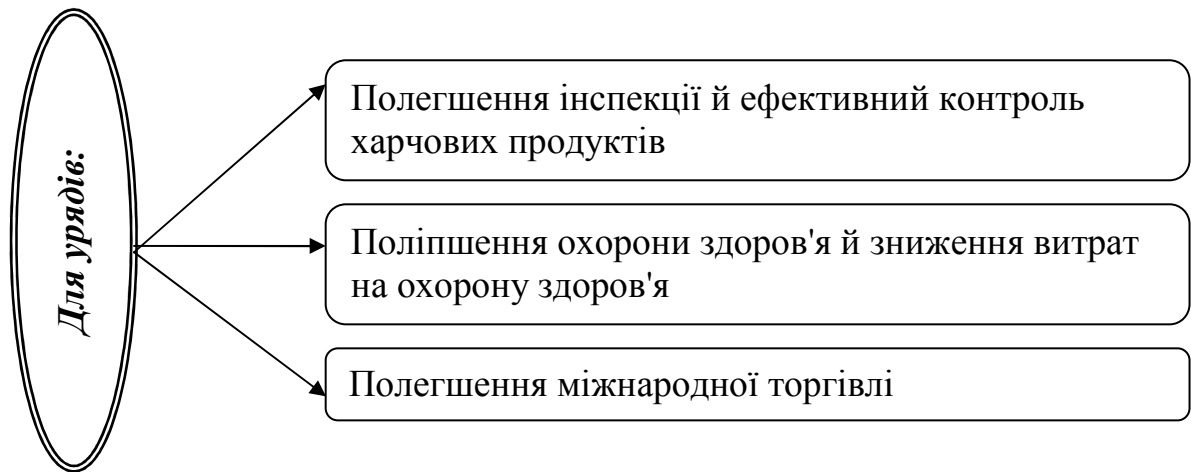 Для урядів:
Полегшення інспекції й ефективний контроль
харчових продуктів
Поліпшення охорони здоров'я й зниження витрат
на охорону здоров'я
Полегшення міжнародної торгівлі